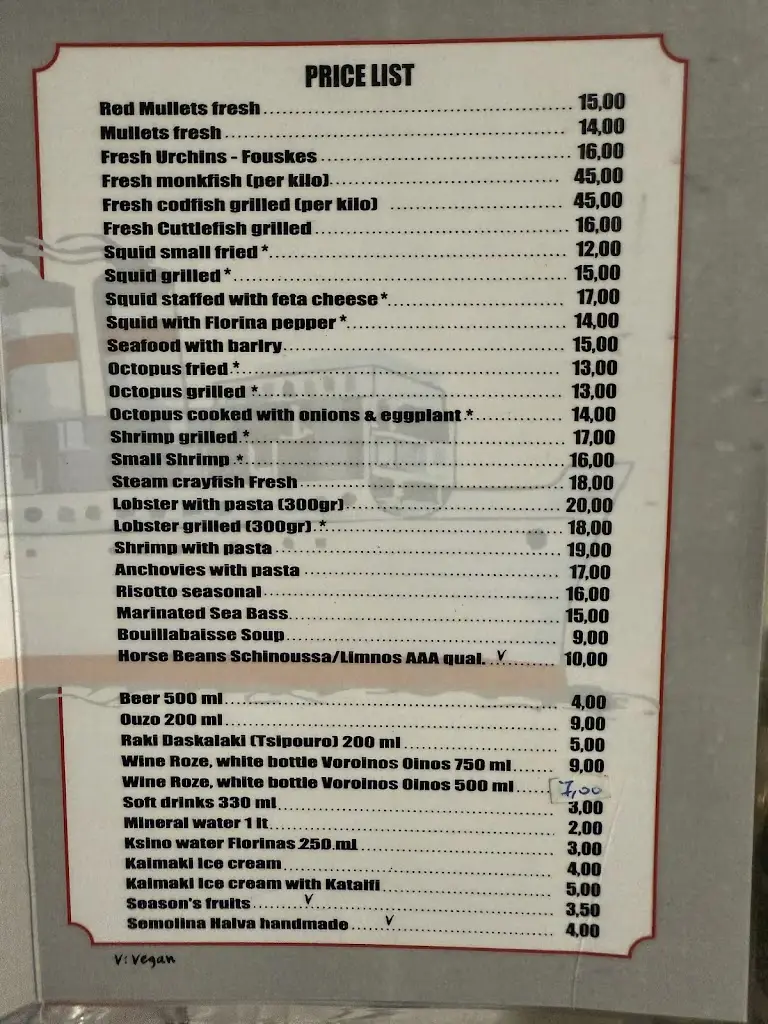 PRICE LIST
Red Mullets fresh 15,00
Mullets fresh 14,00
Fresh Urchins - Fouskes 16,00
Fresh monkfish (per kilo) 45,00
Fresh codfish grilled (per kilo) 45,00
Fresh Cuttlefish grilled 16,00
Squid small fried * 12,00
Squid grilled * 15,00
Squid staffed with feta cheese* 17,00
Squid with Florina pepper * 14,00
Seafood with barlry 15,00
Octopus fried * 13,00
Octopus grilled * 13,00
Octopus cooked with onions & eggplant * 14,00
Shrimp grilled * 17,00
Small Shrimp * 16,00
Steam crayfish Fresh 18,00
Lobster with pasta (300gr) 20,00
Lobster grilled (300gr) * 18,00
Shrimp with pasta 19,00
Anchovies with pasta 17,00
Risotto seasonal 16,00
Marinated Sea Bass 15,00
Bouillabaisse Soup 9,00
Horse Beans Schinoussa/Limnos AAA qual. V 10,00
Beer 500 ml 4,00
Ouzo 200 ml 9,00
Raki Daskalaki (Tsipouro) 200 ml 5,00
Wine Roze, white bottle Voroinos Oinos 750 ml 9,00
Wine Roze, white bottle Voroinos Oinos 500 ml 7,00
Soft drinks 330 ml 3,00
Mineral water 1 lt 2,00
Ksino water Florinas 250 ml 3,00
Kaimaki Ice cream 4,00
Kaimaki Ice cream with Kataifi 5,00
Season's fruits V 3,50
Semolina Halva handmade V 4,00
V: Vegan